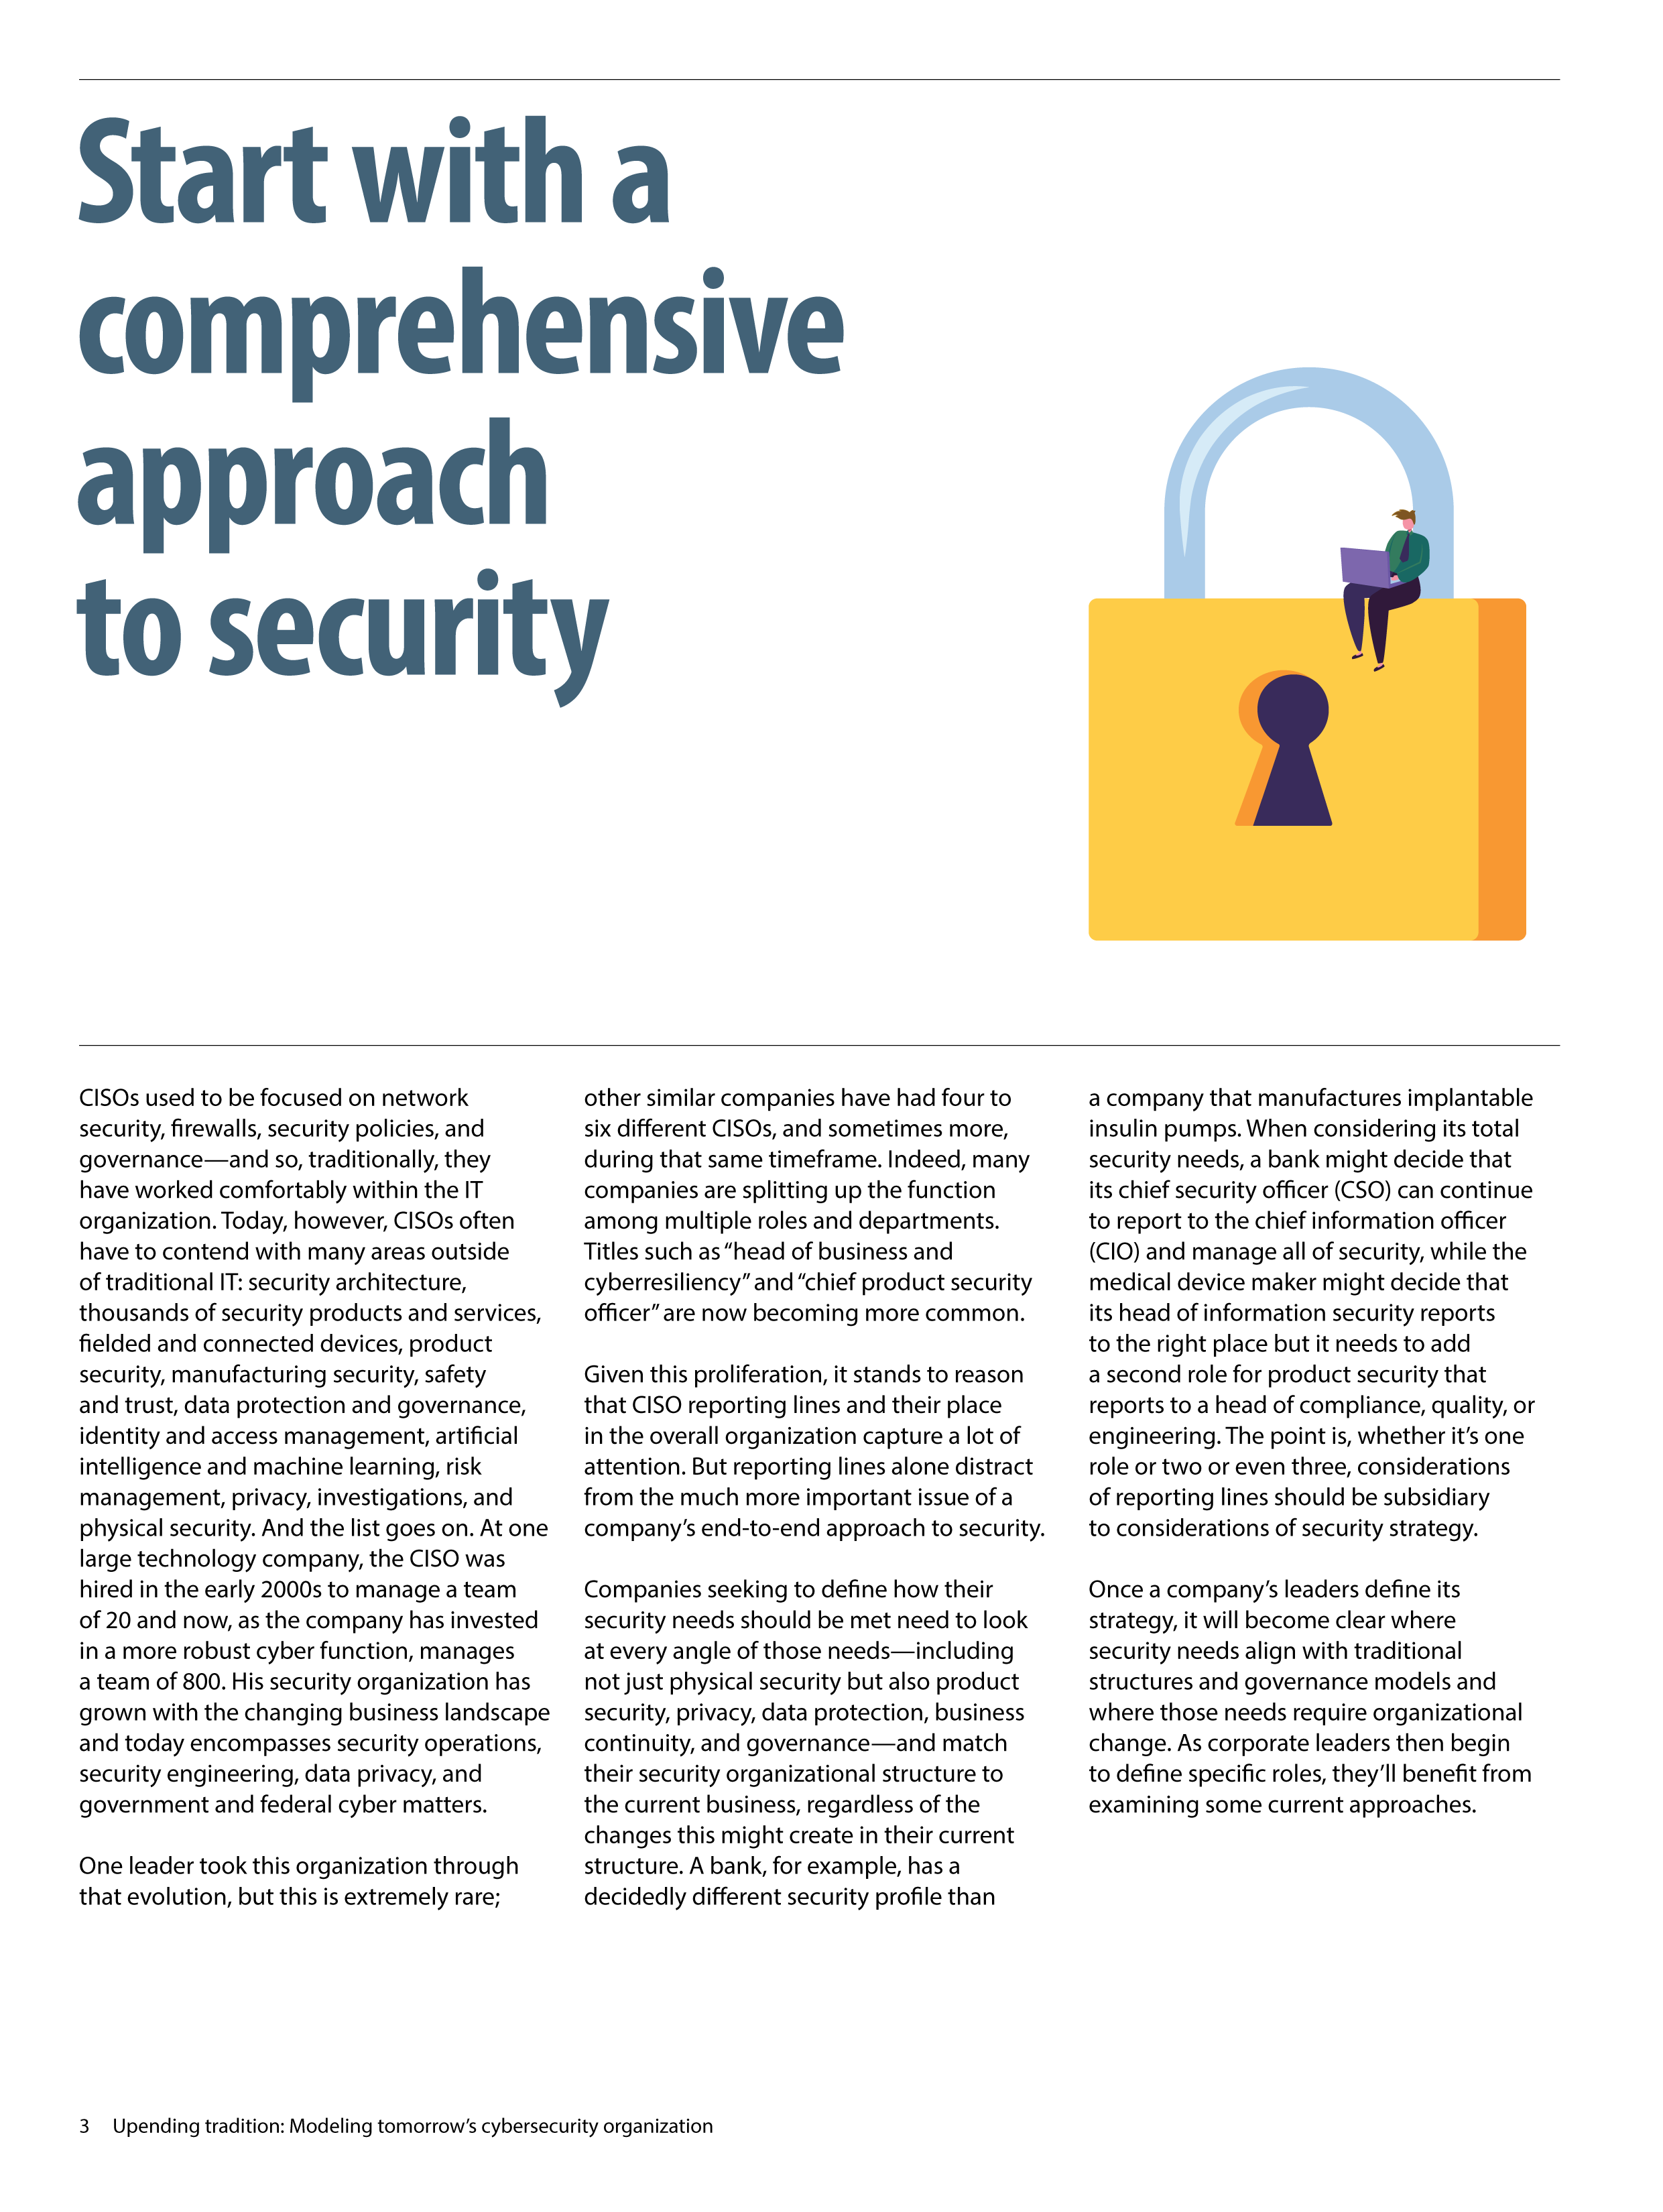 Start with a
comprehensive
approach
to security
CISOs used to be focused on network
security, firewalls, security policies, and
governance—and so, traditionally, they
have worked comfortably within the IT
organization. Today, however, CISOs often
have to contend with many areas outside
of traditional IT: security architecture,
thousands of security products and services,
fielded and connected devices, product
security, manufacturing security, safety
and trust, data protection and governance,
identity and access management, artificial
intelligence and machine learning, risk
management, privacy, investigations, and
physical security. And the list goes on. At one
large technology company, the CISO was
hired in the early 2000s to manage a team
of 20 and now, as the company has invested
in a more robust cyber function, manages
a team of 800. His security organization has
grown with the changing business landscape
and today encompasses security operations,
security engineering, data privacy, and
government and federal cyber matters.
One leader took this organization through
that evolution, but this is extremely rare;
other similar companies have had four to
six different CISOs, and sometimes more,
during that same timeframe. Indeed, many
companies are splitting up the function
among multiple roles and departments.
Titles such as “head of business and
cyberresiliency” and “chief product security
officer” are now becoming more common.
Given this proliferation, it stands to reason
that CISO reporting lines and their place
in the overall organization capture a lot of
attention. But reporting lines alone distract
from the much more important issue of a
company’s end-to-end approach to security.
Companies seeking to define how their
security needs should be met need to look
at every angle of those needs—including
not just physical security but also product
security, privacy, data protection, business
continuity, and governance—and match
their security organizational structure to
the current business, regardless of the
changes this might create in their current
structure. A bank, for example, has a
decidedly different security profile than
a company that manufactures implantable
insulin pumps. When considering its total
security needs, a bank might decide that
its chief security officer (CSO) can continue
to report to the chief information officer
(CIO) and manage all of security, while the
medical device maker might decide that
its head of information security reports
to the right place but it needs to add
a second role for product security that
reports to a head of compliance, quality, or
engineering. The point is, whether it’s one
role or two or even three, considerations
of reporting lines should be subsidiary
to considerations of security strategy.
Once a company’s leaders define its
strategy, it will become clear where
security needs align with traditional
structures and governance models and
where those needs require organizational
change. As corporate leaders then begin
to define specific roles, they’ll benefit from
examining some current approaches.
3 Upending tradition: Modeling tomorrow’s cybersecurity organization